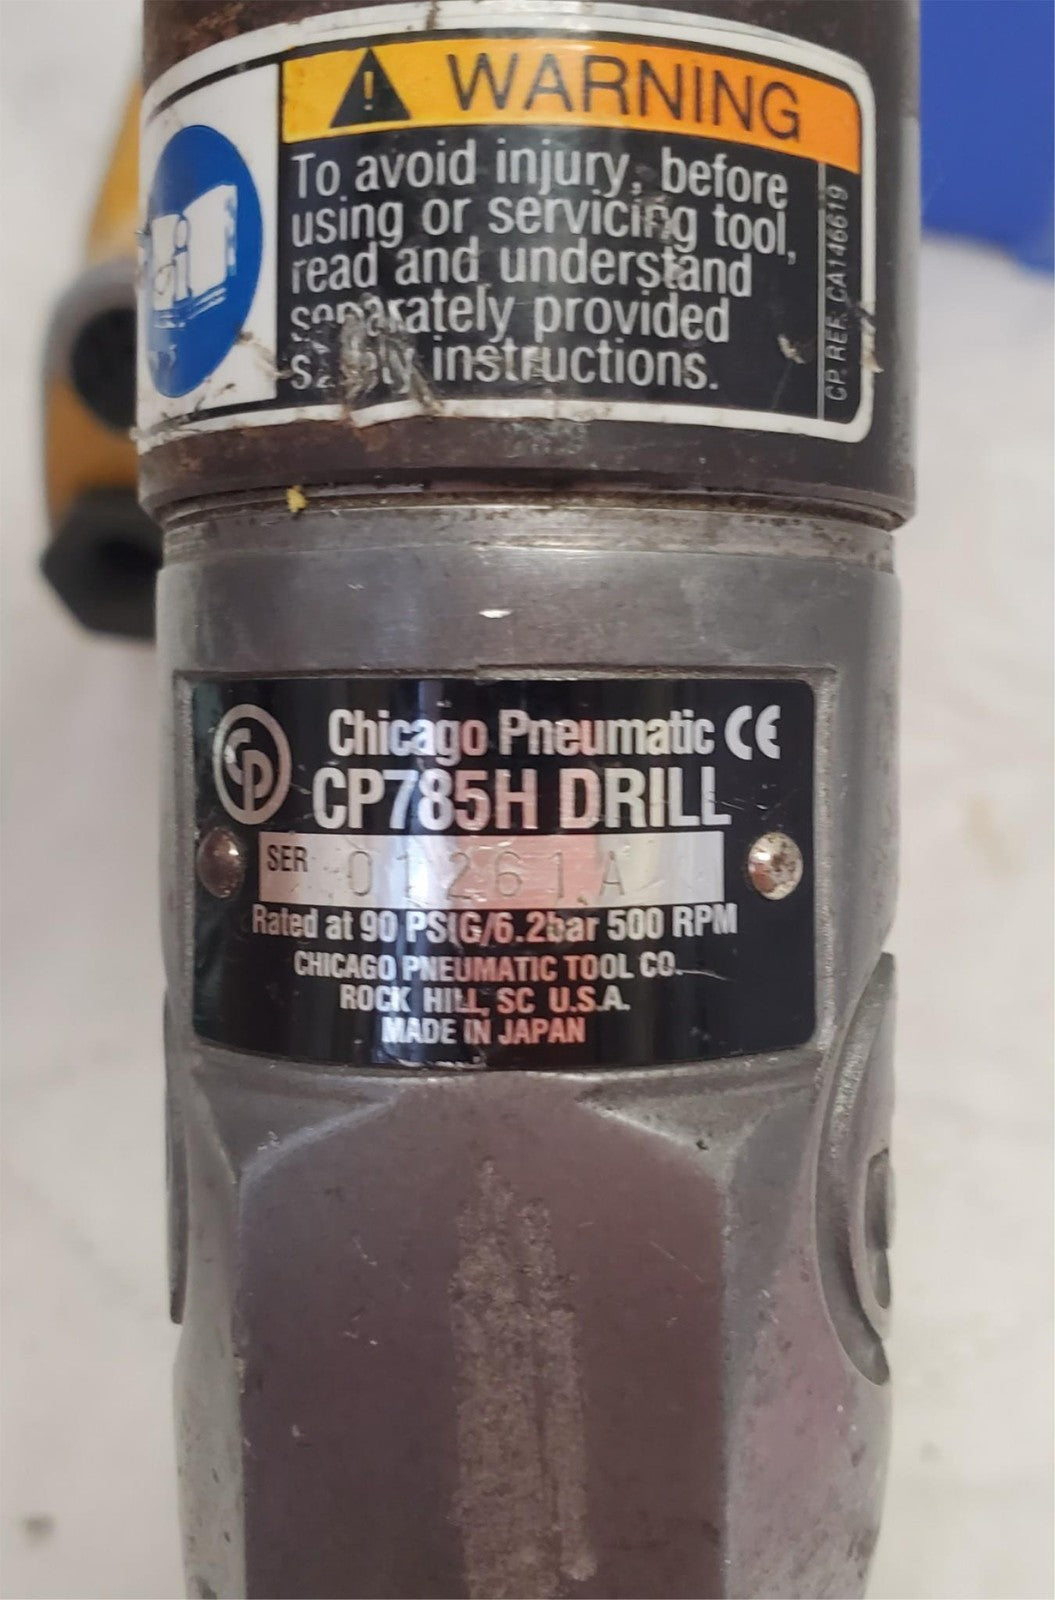 WARNING
To avoid injury, before
using or servicing tool,
read and understand
separately provided
safety instructions.
CP. REF. CA146619
CP
Chicago Pneumatic CE
CP785H DRILL
SER 01261A
Rated at 90 PSIG/6.2bar 500 RPM
CHICAGO PNEUMATIC TOOL CO.
ROCK HILL, SC U.S.A.
MADE IN JAPAN